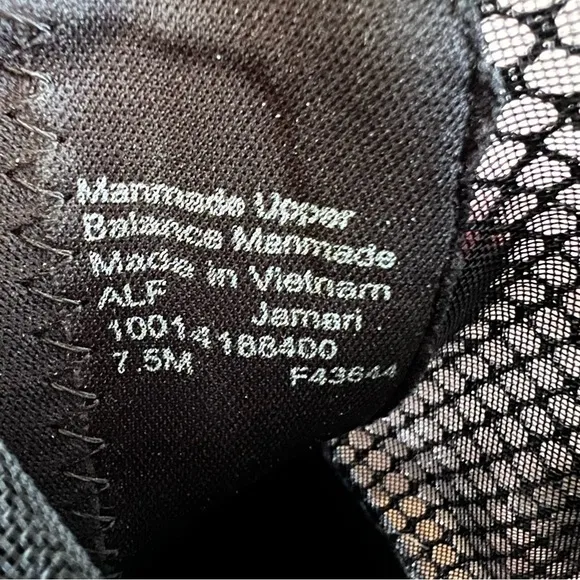 Manmade Upper
Balance Manmade
Made in Vietnam
ALF Jamari
10014188400
7.5M F43644